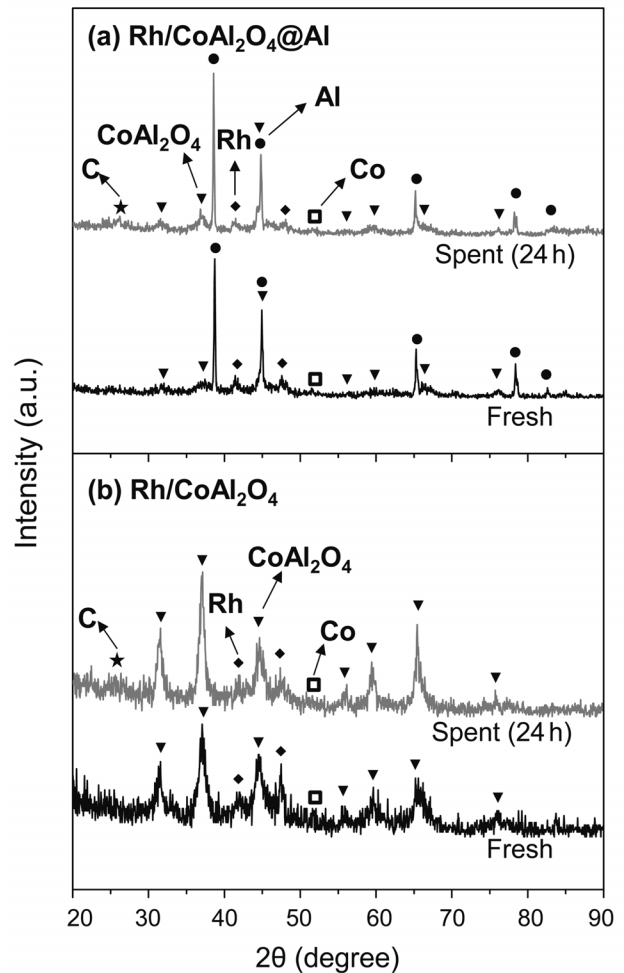 (a) Rh/CoAl₂O₄@Al
Al
CoAl₂O₄
Rh
C
Co
Spent (24 h)
Fresh
Intensity (a.u.)
(b) Rh/CoAl₂O₄
CoAl₂O₄
Rh
C
Co
Spent (24 h)
Fresh
20 30 40 50 60 70 80 90
2θ (degree)